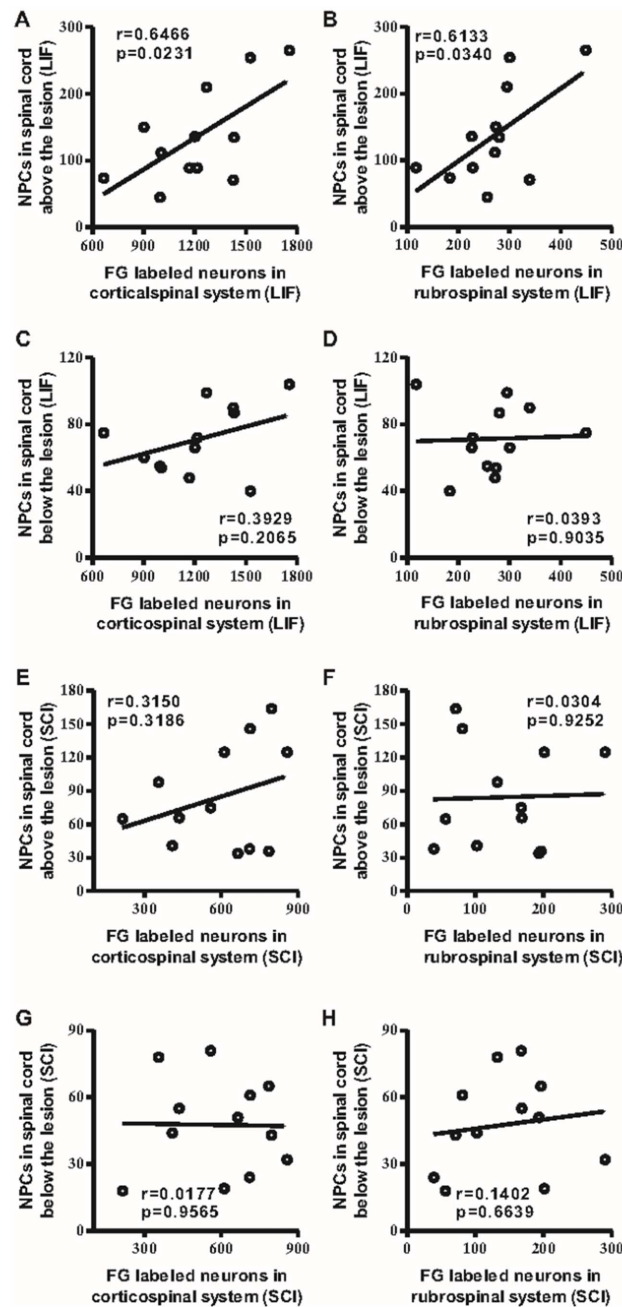 A
r=0.6466
p=0.0231
NPCs in spinal cord
above the lesion (LIF)
300
200
100
0
600 900 1200 1500 1800
FG labeled neurons in
corticalspinal system (LIF)
B
r=0.6133
p=0.0340
NPCs in spinal cord
above the lesion (LIF)
300
200
100
0
100 200 300 400 500
FG labeled neurons in
rubrospinal system (LIF)
C
NPCs in spinal cord
below the lesion (LIF)
120
80
40
0
r=0.3929
p=0.2065
600 900 1200 1500 1800
FG labeled neurons in
corticospinal system (LIF)
D
NPCs in spinal cord
below the lesion (LIF)
120
80
40
0
r=0.0393
p=0.9035
100 200 300 400 500
FG labeled neurons in
rubrospinal system (LIF)
E
r=0.3150
p=0.3186
NPCs in spinal cord
above the lesion (SCI)
180
150
120
90
60
30
0
300 600 900
FG labeled neurons in
corticospinal system (SCI)
F
r=0.0304
p=0.9252
NPCs in spinal cord
above the lesion (SCI)
180
150
120
90
60
30
0
0 100 200 300
FG labeled neurons in
rubrospinal system (SCI)
G
NPCs in spinal cord
below the lesion (SCI)
90
60
30
0
r=0.0177
p=0.9565
300 600 900
FG labeled neurons in
corticospinal system (SCI)
H
NPCs in spinal cord
below the lesion (SCI)
90
60
30
0
r=0.1402
p=0.6639
0 100 200 300
FG labeled neurons in
rubrospinal system (SCI)